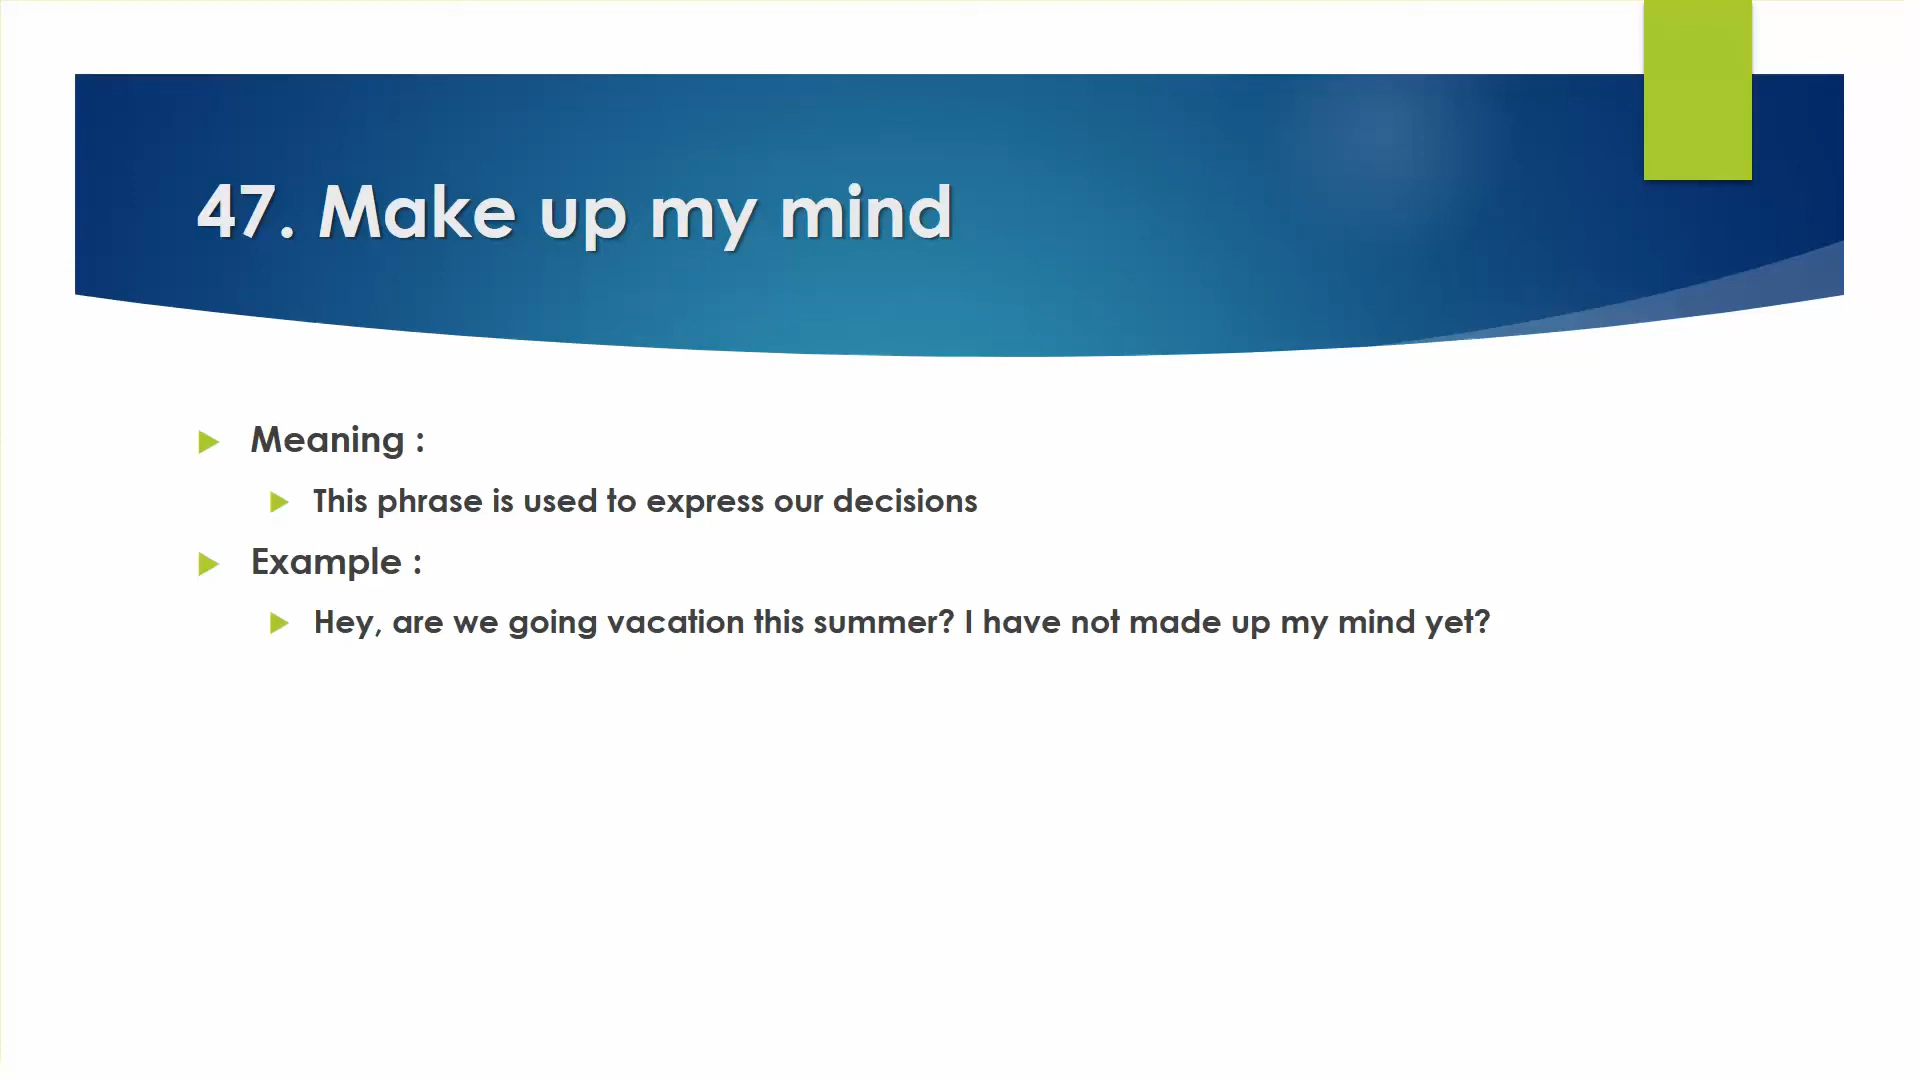 47. Make up my mind
Meaning :
This phrase is used to express our decisions
Example :
Hey, are we going vacation this summer? I have not made up my mind yet?